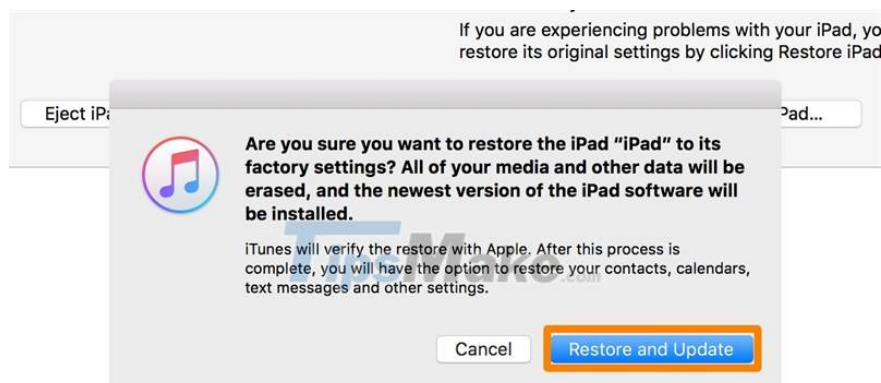 If you are experiencing problems with your iPad, yo
restore its original settings by clicking Restore iPad
Eject iPa
Pad...
Are you sure you want to restore the iPad “iPad” to its
factory settings? All of your media and other data will be
erased, and the newest version of the iPad software will
be installed.
iTunes will verify the restore with Apple. After this process is
complete, you will have the option to restore your contacts, calendars,
text messages and other settings.
TipsMake.com
Cancel
Restore and Update